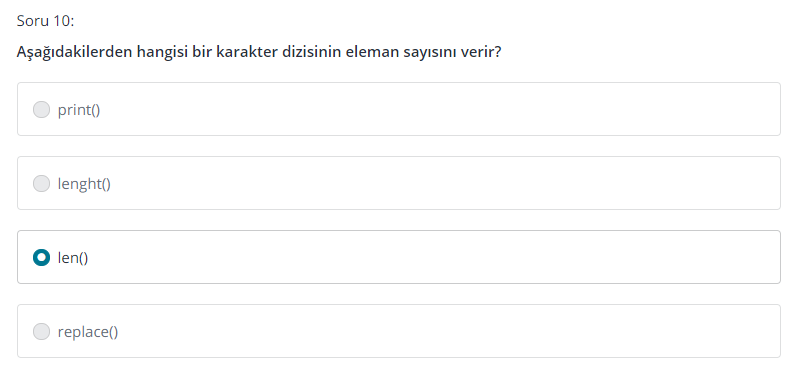 Soru 10:
Aşağıdakilerden hangisi bir karakter dizisinin eleman sayısını verir?
print()
lenght()
len()
replace()